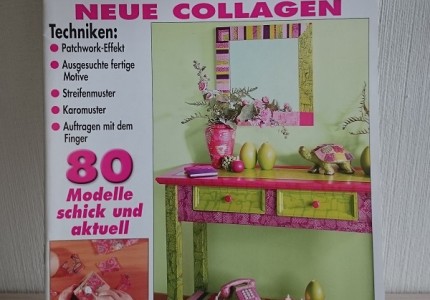 NEUE COLLAGEN
Techniken:
Patchwork-Effekt
Ausgesuchte fertige
Motive
Streifenmuster
Karomuster
Auftragen mit dem
Finger
80
Modelle
schick und
aktuell